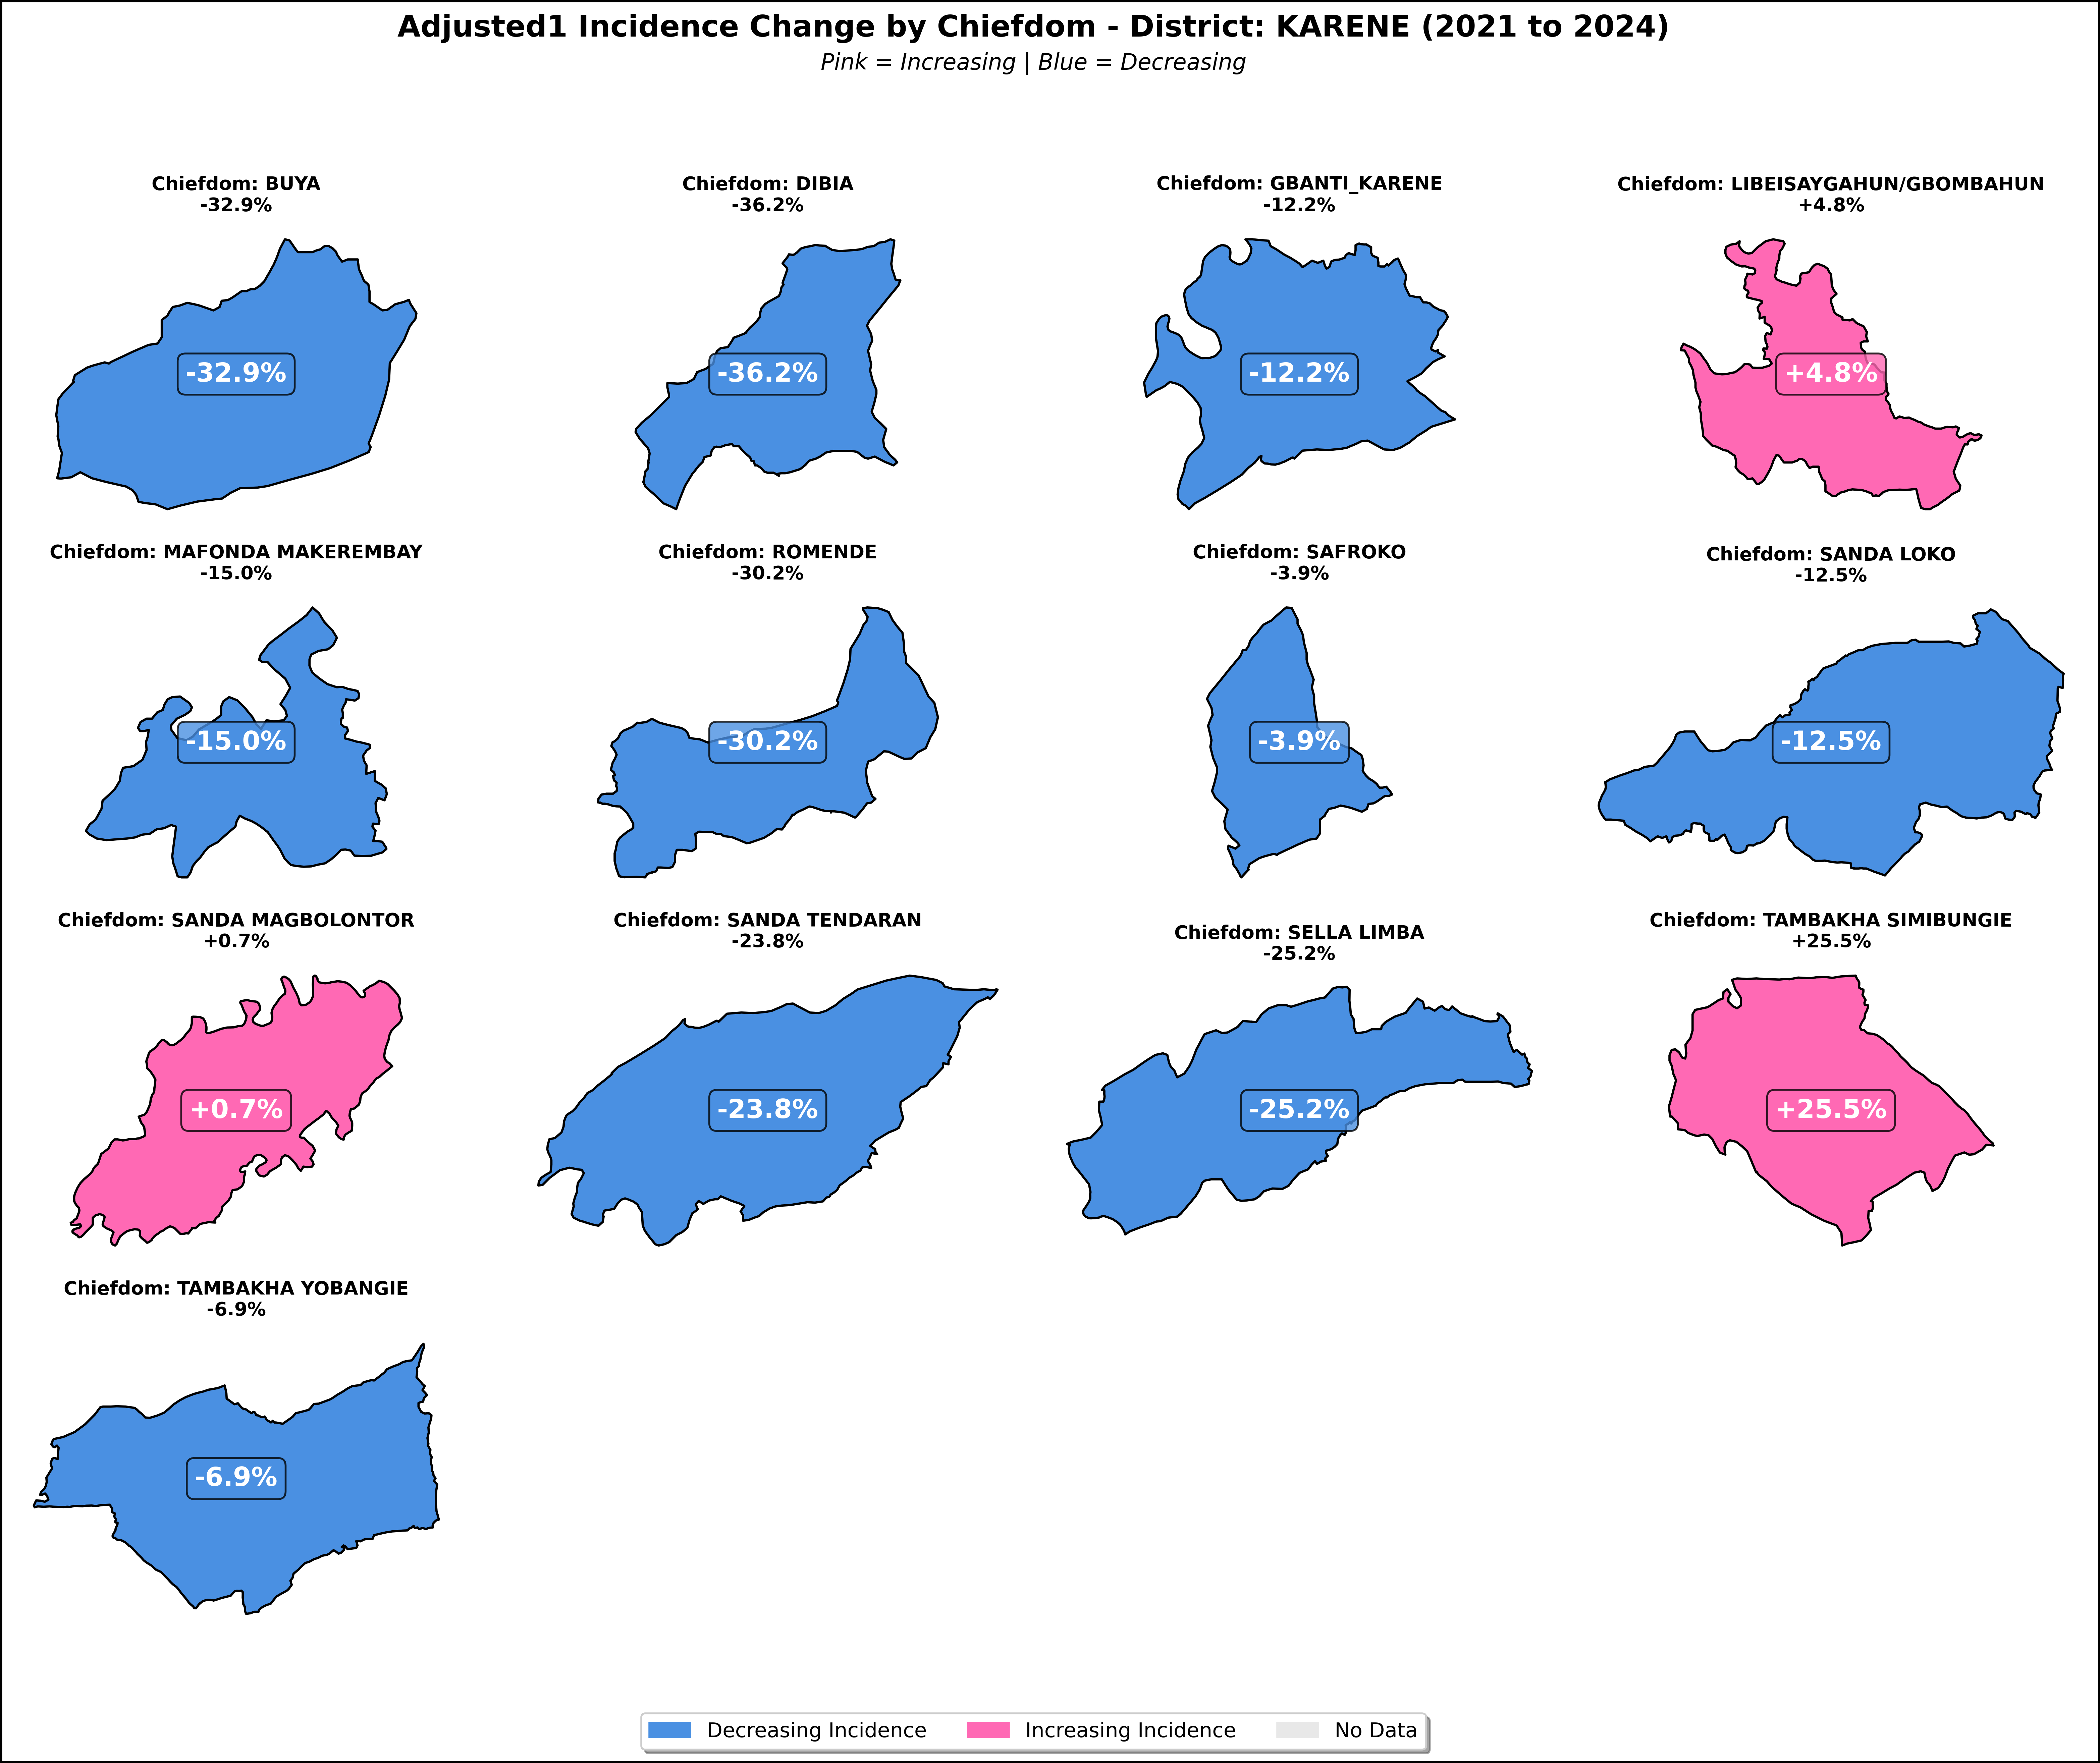 Adjusted1 Incidence Change by Chiefdom - District: KARENE (2021 to 2024)
Pink = Increasing | Blue = Decreasing
Chiefdom: BUYA
-32.9%
-32.9%
Chiefdom: DIBIA
-36.2%
-36.2%
Chiefdom: GBANTI_KARENE
-12.2%
-12.2%
Chiefdom: LIBEISAYGAHUN/GBOMBAHUN
+4.8%
+4.8%
Chiefdom: MAFONDA MAKEREMBAY
-15.0%
-15.0%
Chiefdom: ROMENDE
-30.2%
-30.2%
Chiefdom: SAFROKO
-3.9%
-3.9%
Chiefdom: SANDA LOKO
-12.5%
-12.5%
Chiefdom: SANDA MAGBOLONTOR
+0.7%
+0.7%
Chiefdom: SANDA TENDARAN
-23.8%
-23.8%
Chiefdom: SELLA LIMBA
-25.2%
-25.2%
Chiefdom: TAMBAKHA SIMIBUNGIE
+25.5%
+25.5%
Chiefdom: TAMBAKHA YOBANGIE
-6.9%
-6.9%
Decreasing Incidence
Increasing Incidence
No Data